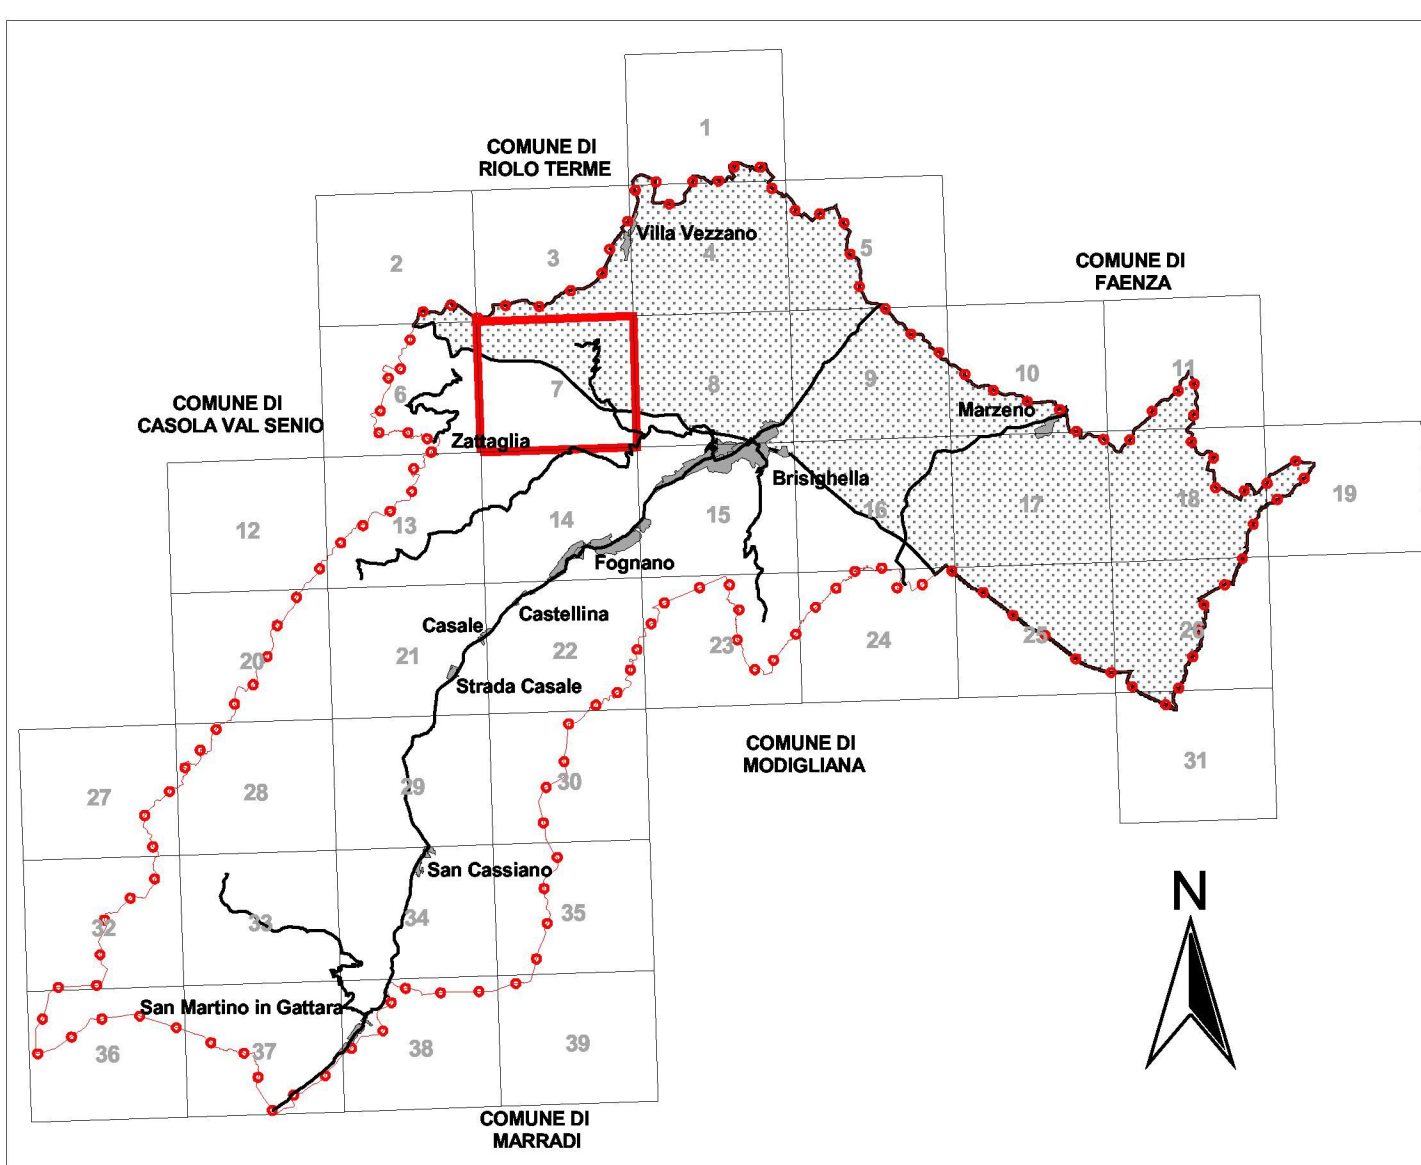 1
COMUNE DI
RIOLO TERME
Villa Vezzano
2
3
4
5
COMUNE DI
FAENZA
6
7
8
9
10
11
COMUNE DI
CASOLA VAL SENIO
Marzeno
Zattaglia
Brisighella
12
13
14
15
16
17
18
19
Fognano
Castellina
Casale
20
21
22
23
24
25
26
Strada Casale
COMUNE DI
MODIGLIANA
27
28
29
30
31
San Cassiano
32
33
34
35
N
San Martino in Gattara
36
37
38
39
COMUNE DI
MARRADI